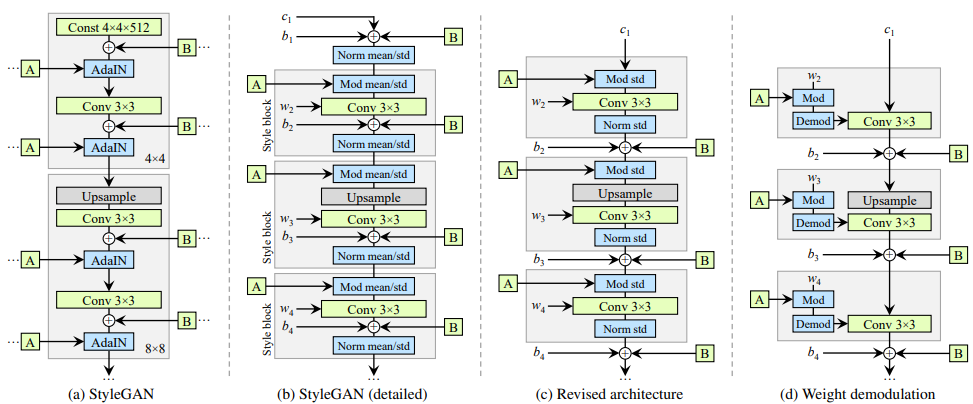 Const 4×4×512
B ...
... A
AdaIN
Conv 3×3
B ...
... A
AdaIN
4×4
Upsample
Conv 3×3
B ...
... A
AdaIN
Conv 3×3
B ...
... A
AdaIN
8×8
...
(a) StyleGAN
c1
b1
B
Norm mean/std
A
Mod mean/std
w2
Conv 3×3
b2
B
Norm mean/std
Style block
A
Mod mean/std
Upsample
w3
Conv 3×3
b3
B
Norm mean/std
Style block
A
Mod mean/std
w4
Conv 3×3
b4
B
Norm mean/std
Style block
...
(b) StyleGAN (detailed)
c1
A
Mod std
w2
Conv 3×3
Norm std
b2
B
A
Mod std
Upsample
w3
Conv 3×3
Norm std
b3
B
A
Mod std
w4
Conv 3×3
Norm std
b4
B
...
(c) Revised architecture
c1
w2
A
Mod
Demod
Conv 3×3
b2
B
w3
A
Mod
Upsample
Demod
Conv 3×3
b3
B
w4
A
Mod
Demod
Conv 3×3
b4
B
...
(d) Weight demodulation